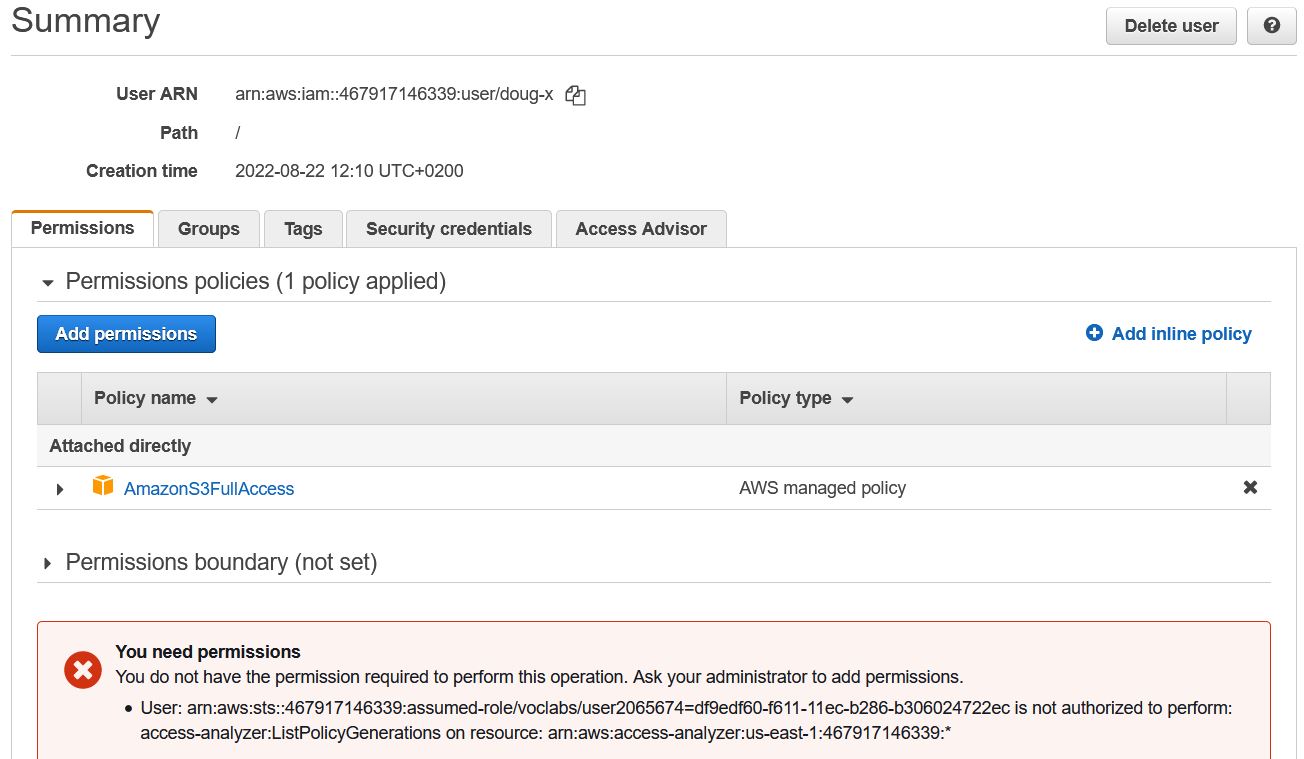 Summary
Delete user
?
User ARN arn:aws:iam::467917146339:user/doug-x
Path /
Creation time 2022-08-22 12:10 UTC+0200
Permissions Groups Tags Security credentials Access Advisor
Permissions policies (1 policy applied)
Add permissions
Add inline policy
Policy name Policy type
Attached directly
AmazonS3FullAccess AWS managed policy
Permissions boundary (not set)
You need permissions
You do not have the permission required to perform this operation. Ask your administrator to add permissions.
• User: arn:aws:sts::467917146339:assumed-role/voclabs/user2065674=df9edf60-f611-11ec-b286-b306024722ec is not authorized to perform:
access-analyzer:ListPolicyGenerations on resource: arn:aws:access-analyzer:us-east-1:467917146339:*